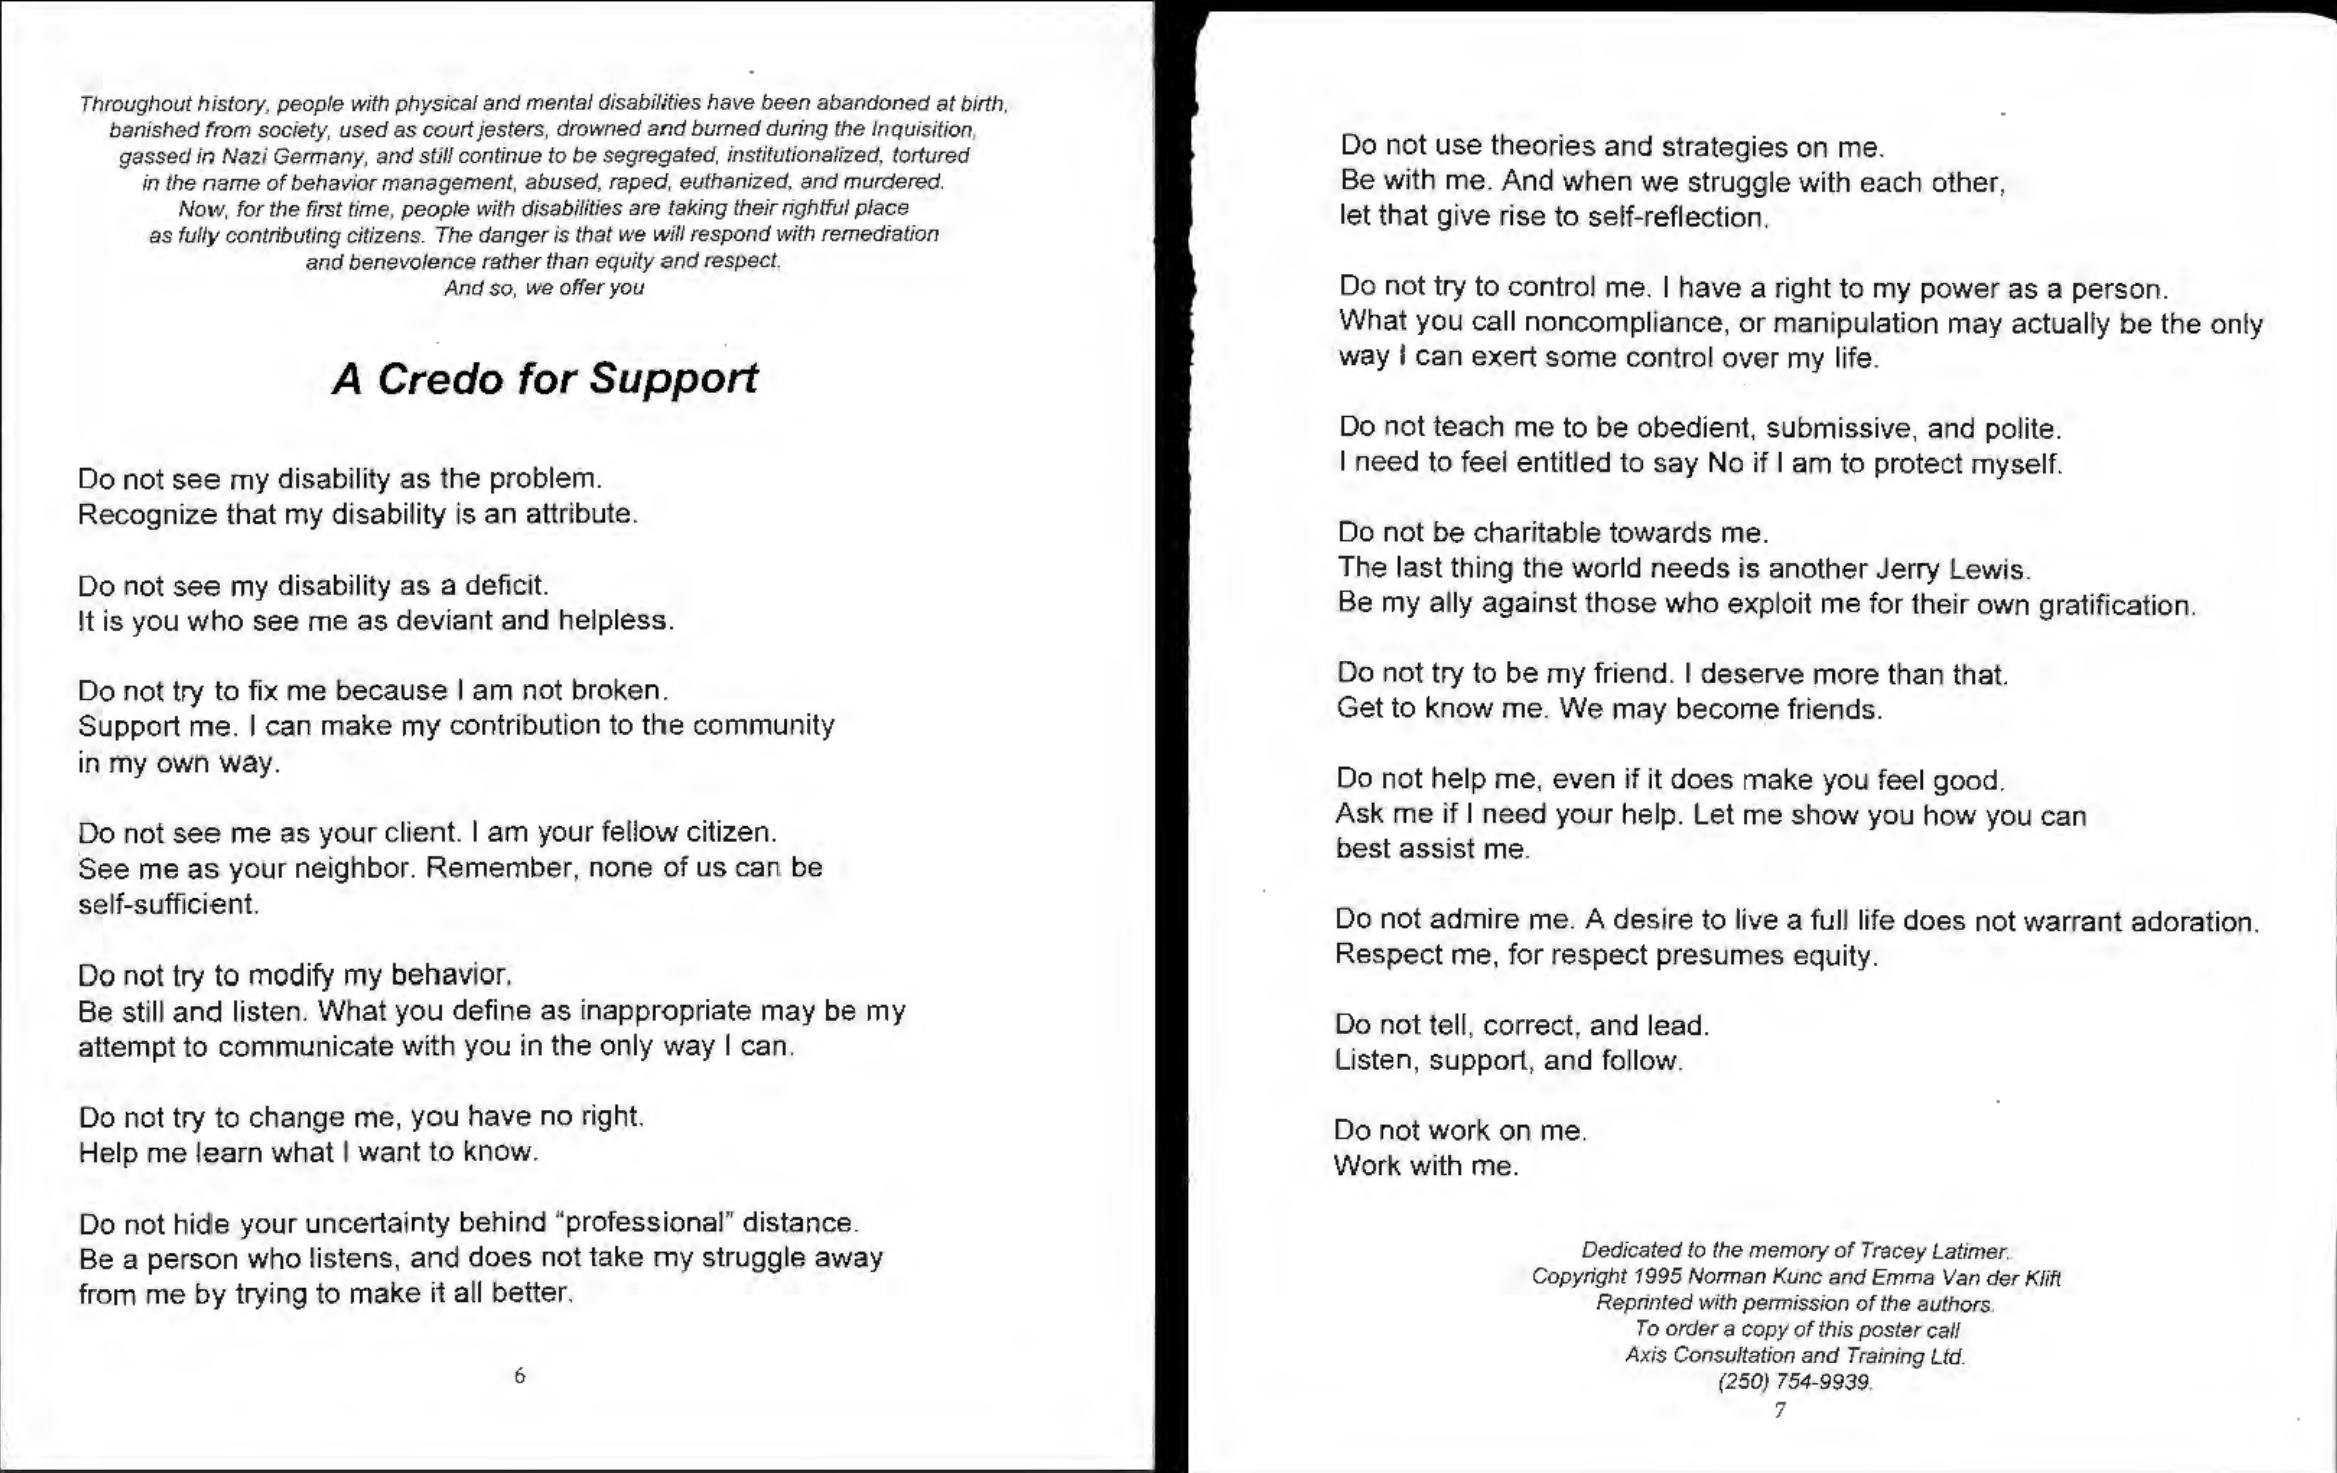 Throughout history, people with physical and mental disabilities have been abandoned at birth,
banished from society, used as court jesters, drowned and burned during the Inquisition,
gassed in Nazi Germany, and still continue to be segregated, institutionalized, tortured
in the name of behavior management, abused, raped, euthanized, and murdered.
Now, for the first time, people with disabilities are taking their rightful place
as fully contributing citizens. The danger is that we will respond with remediation
and benevolence rather than equity and respect.
And so, we offer you
A Credo for Support
Do not see my disability as the problem.
Recognize that my disability is an attribute.
Do not see my disability as a deficit.
It is you who see me as deviant and helpless.
Do not try to fix me because I am not broken.
Support me. I can make my contribution to the community
in my own way.
Do not see me as your client. I am your fellow citizen.
See me as your neighbor. Remember, none of us can be
self-sufficient.
Do not try to modify my behavior.
Be still and listen. What you define as inappropriate may be my
attempt to communicate with you in the only way I can.
Do not try to change me, you have no right.
Help me learn what I want to know.
Do not hide your uncertainty behind "professional" distance.
Be a person who listens, and does not take my struggle away
from me by trying to make it all better.
6
Do not use theories and strategies on me.
Be with me. And when we struggle with each other,
let that give rise to self-reflection.
Do not try to control me. I have a right to my power as a person.
What you call noncompliance, or manipulation may actually be the only
way I can exert some control over my life.
Do not teach me to be obedient, submissive, and polite.
I need to feel entitled to say No if I am to protect myself.
Do not be charitable towards me.
The last thing the world needs is another Jerry Lewis.
Be my ally against those who exploit me for their own gratification.
Do not try to be my friend. I deserve more than that.
Get to know me. We may become friends.
Do not help me, even if it does make you feel good.
Ask me if I need your help. Let me show you how you can
best assist me.
Do not admire me. A desire to live a full life does not warrant adoration.
Respect me, for respect presumes equity.
Do not tell, correct, and lead.
Listen, support, and follow.
Do not work on me.
Work with me.
Dedicated to the memory of Tracey Latimer.
Copyright 1995 Norman Kunc and Emma Van der Klift
Reprinted with permission of the authors.
To order a copy of this poster call
Axis Consultation and Training Ltd.
(250) 754-9939.
7